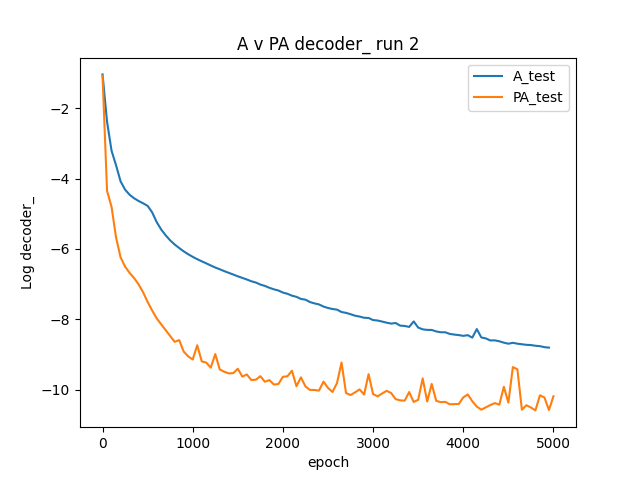 A v PA decoder_ run 2
A_test
PA_test
Log decoder_
−2
−4
−6
−8
−10
0 1000 2000 3000 4000 5000
epoch